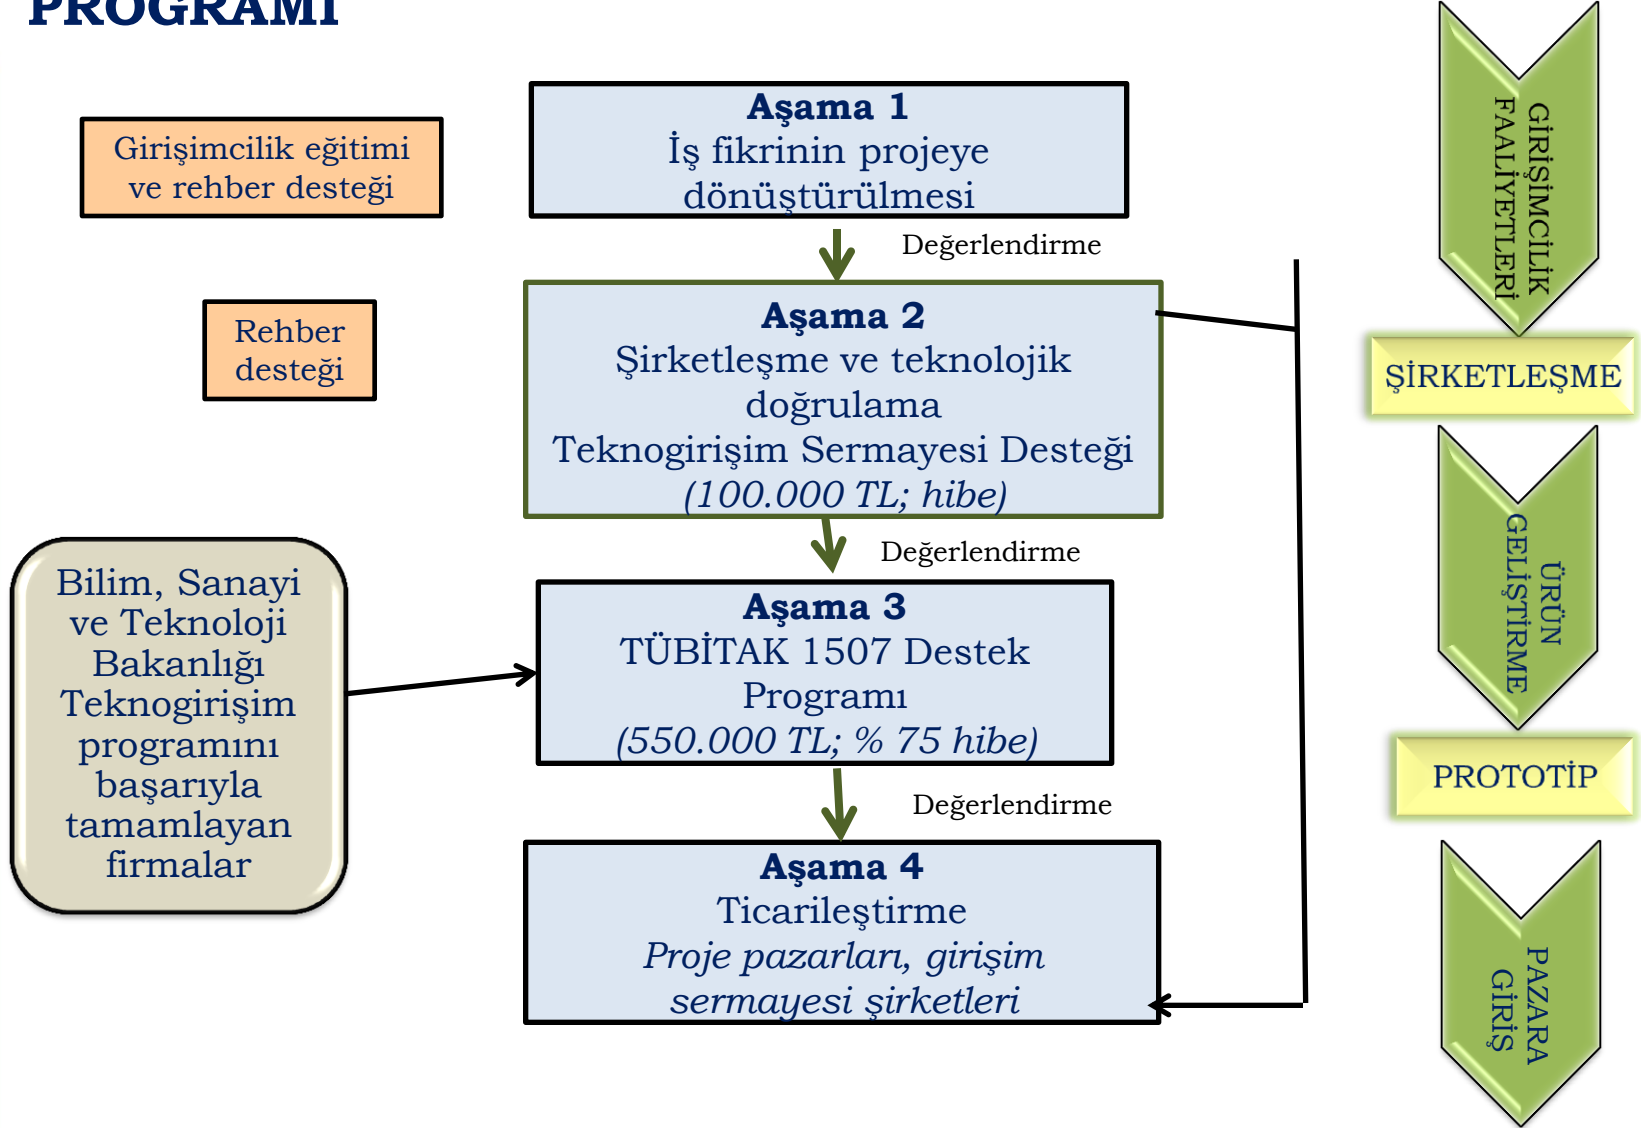 PROGRAMI
Girişimcilik eğitimi
ve rehber desteği
Aşama 1
İş fikrinin projeye
dönüştürülmesi
Değerlendirme
Rehber
desteği
Aşama 2
Şirketleşme ve teknolojik
doğrulama
Teknogirişim Sermayesi Desteği
(100.000 TL; hibe)
Değerlendirme
Bilim, Sanayi
ve Teknoloji
Bakanlığı
Teknogirişim
programını
başarıyla
tamamlayan
firmalar
Aşama 3
TÜBİTAK 1507 Destek
Programı
(550.000 TL; % 75 hibe)
Değerlendirme
Aşama 4
Ticarileştirme
Proje pazarları, girişim
sermayesi şirketleri
GİRİŞİMCİLİK
FAALİYETLERİ
ŞİRKETLEŞME
ÜRÜN
GELİŞTİRME
PROTOTİP
PAZARA
GİRİŞ